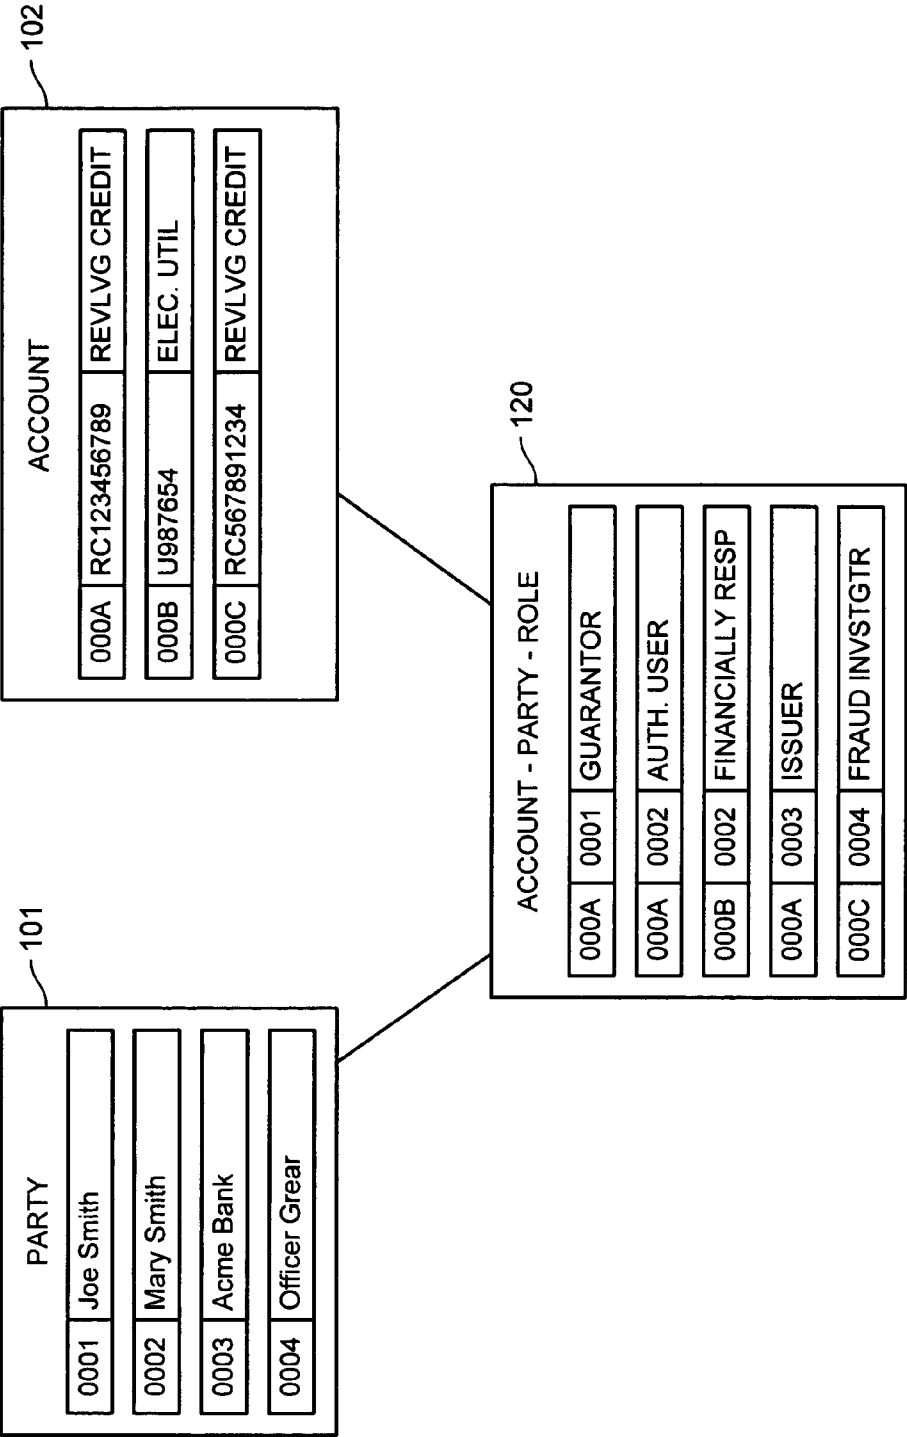 PARTY
101
0001 Joe Smith
0002 Mary Smith
0003 Acme Bank
0004 Officer Grear
ACCOUNT
102
000A RC123456789 REVLVG CREDIT
000B U987654 ELEC. UTIL
000C RC567891234 REVLVG CREDIT
ACCOUNT - PARTY - ROLE
120
000A 0001 GUARANTOR
000A 0002 AUTH. USER
000B 0002 FINANCIALLY RESP
000A 0003 ISSUER
000C 0004 FRAUD INVSTGTR